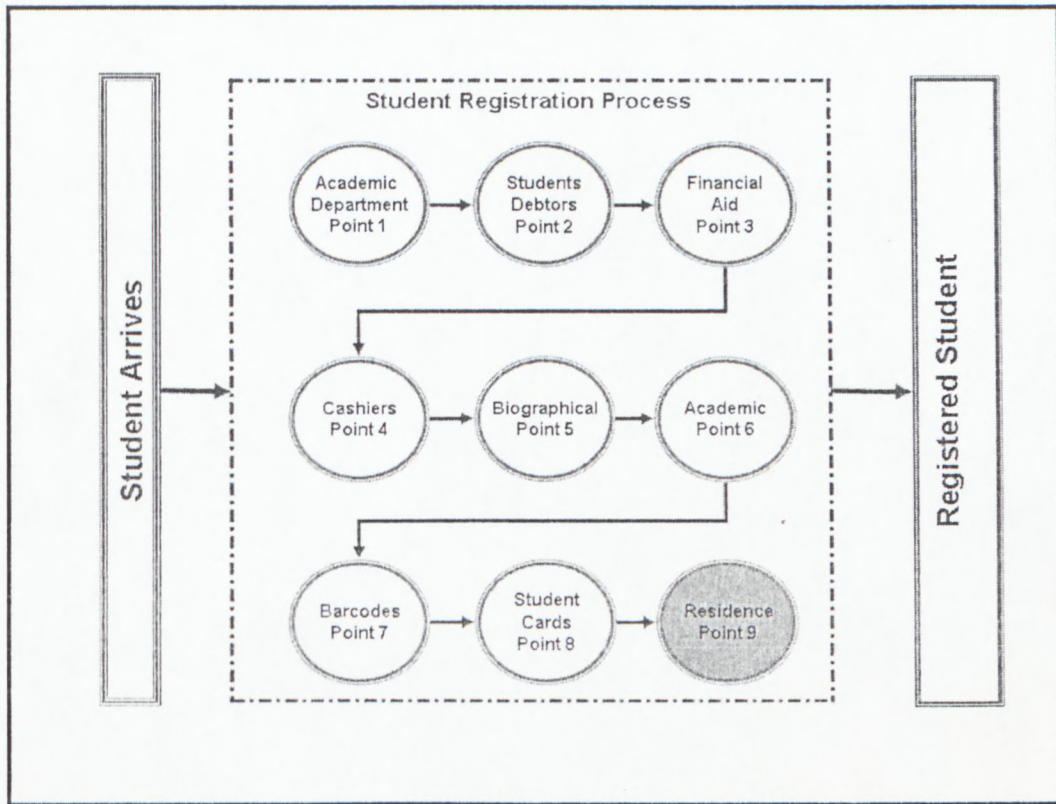 Student Arrives
Student Registration Process
Academic
Department
Point 1
Students
Debtors
Point 2
Financial
Aid
Point 3
Cashiers
Point 4
Biographical
Point 5
Academic
Point 6
Barcodes
Point 7
Student
Cards
Point 8
Residence
Point 9
Registered Student